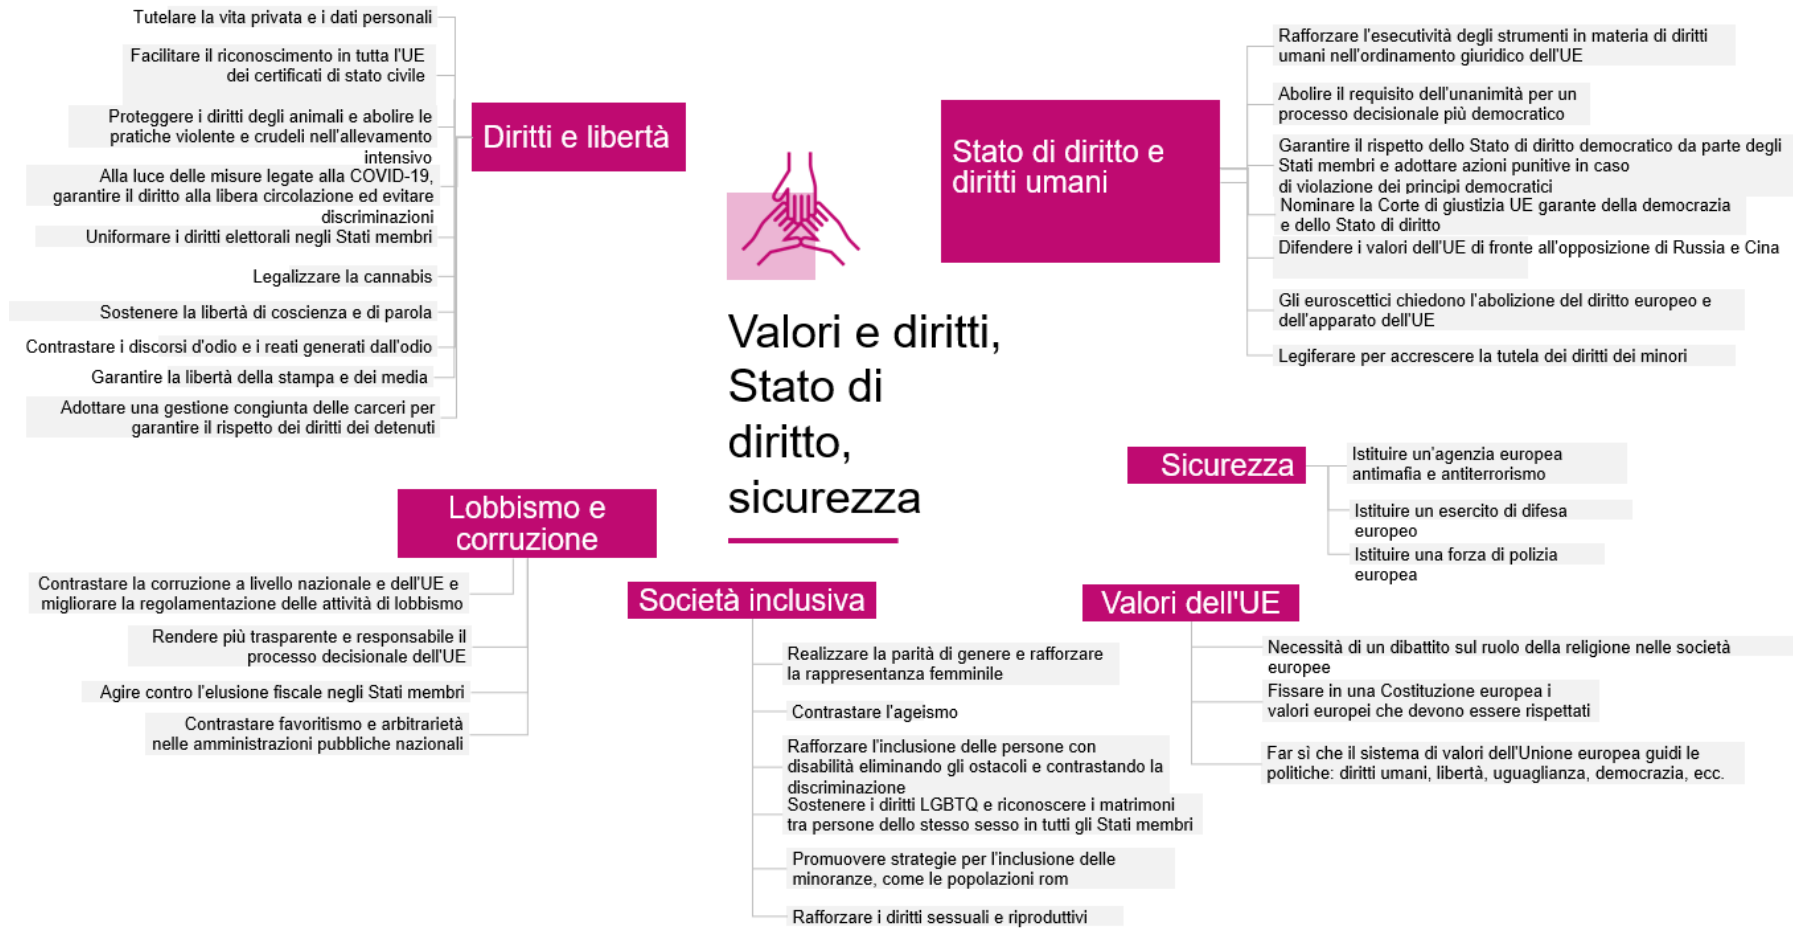 Tutelare la vita privata e i dati personali
Facilitare il riconoscimento in tutta l'UE
dei certificati di stato civile
Proteggere i diritti degli animali e abolire le
pratiche violente e crudeli nell'allevamento
intensivo
Alla luce delle misure legate alla COVID-19,
garantire il diritto alla libera circolazione ed evitare
discriminazioni
Uniformare i diritti elettorali negli Stati membri
Legalizzare la cannabis
Sostenere la libertà di coscienza e di parola
Contrastare i discorsi d'odio e i reati generati dall'odio
Garantire la libertà della stampa e dei media
Adottare una gestione congiunta delle carceri per
garantire il rispetto dei diritti dei detenuti
Diritti e libertà
Stato di diritto e
diritti umani
Rafforzare l'esecutività degli strumenti in materia di diritti
umani nell'ordinamento giuridico dell'UE
Abolire il requisito dell'unanimità per un
processo decisionale più democratico
Garantire il rispetto dello Stato di diritto democratico da parte degli
Stati membri e adottare azioni punitive in caso
di violazione dei principi democratici
Nominare la Corte di giustizia UE garante della democrazia
e dello Stato di diritto
Difendere i valori dell'UE di fronte all'opposizione di Russia e Cina
Gli euroscettici chiedono l'abolizione del diritto europeo e
dell'apparato dell'UE
Legiferare per accrescere la tutela dei diritti dei minori
Valori e diritti,
Stato di
diritto,
sicurezza
Sicurezza
Istituire un'agenzia europea
antimafia e antiterrorismo
Istituire un esercito di difesa
europeo
Istituire una forza di polizia
europea
Lobbismo e
corruzione
Contrastare la corruzione a livello nazionale e dell'UE e
migliorare la regolamentazione delle attività di lobbismo
Rendere più trasparente e responsabile il
processo decisionale dell'UE
Agire contro l'elusione fiscale negli Stati membri
Contrastare favoritismo e arbitrarietà
nelle amministrazioni pubbliche nazionali
Società inclusiva
Realizzare la parità di genere e rafforzare
la rappresentanza femminile
Contrastare l'ageismo
Rafforzare l'inclusione delle persone con
disabilità eliminando gli ostacoli e contrastando la
discriminazione
Sostenere i diritti LGBTQ e riconoscere i matrimoni
tra persone dello stesso sesso in tutti gli Stati membri
Promuovere strategie per l'inclusione delle
minoranze, come le popolazioni rom
Rafforzare i diritti sessuali e riproduttivi
Valori dell'UE
Necessità di un dibattito sul ruolo della religione nelle società
europee
Fissare in una Costituzione europea i
valori europei che devono essere rispettati
Far sì che il sistema di valori dell'Unione europea guidi le
politiche: diritti umani, libertà, uguaglianza, democrazia, ecc.